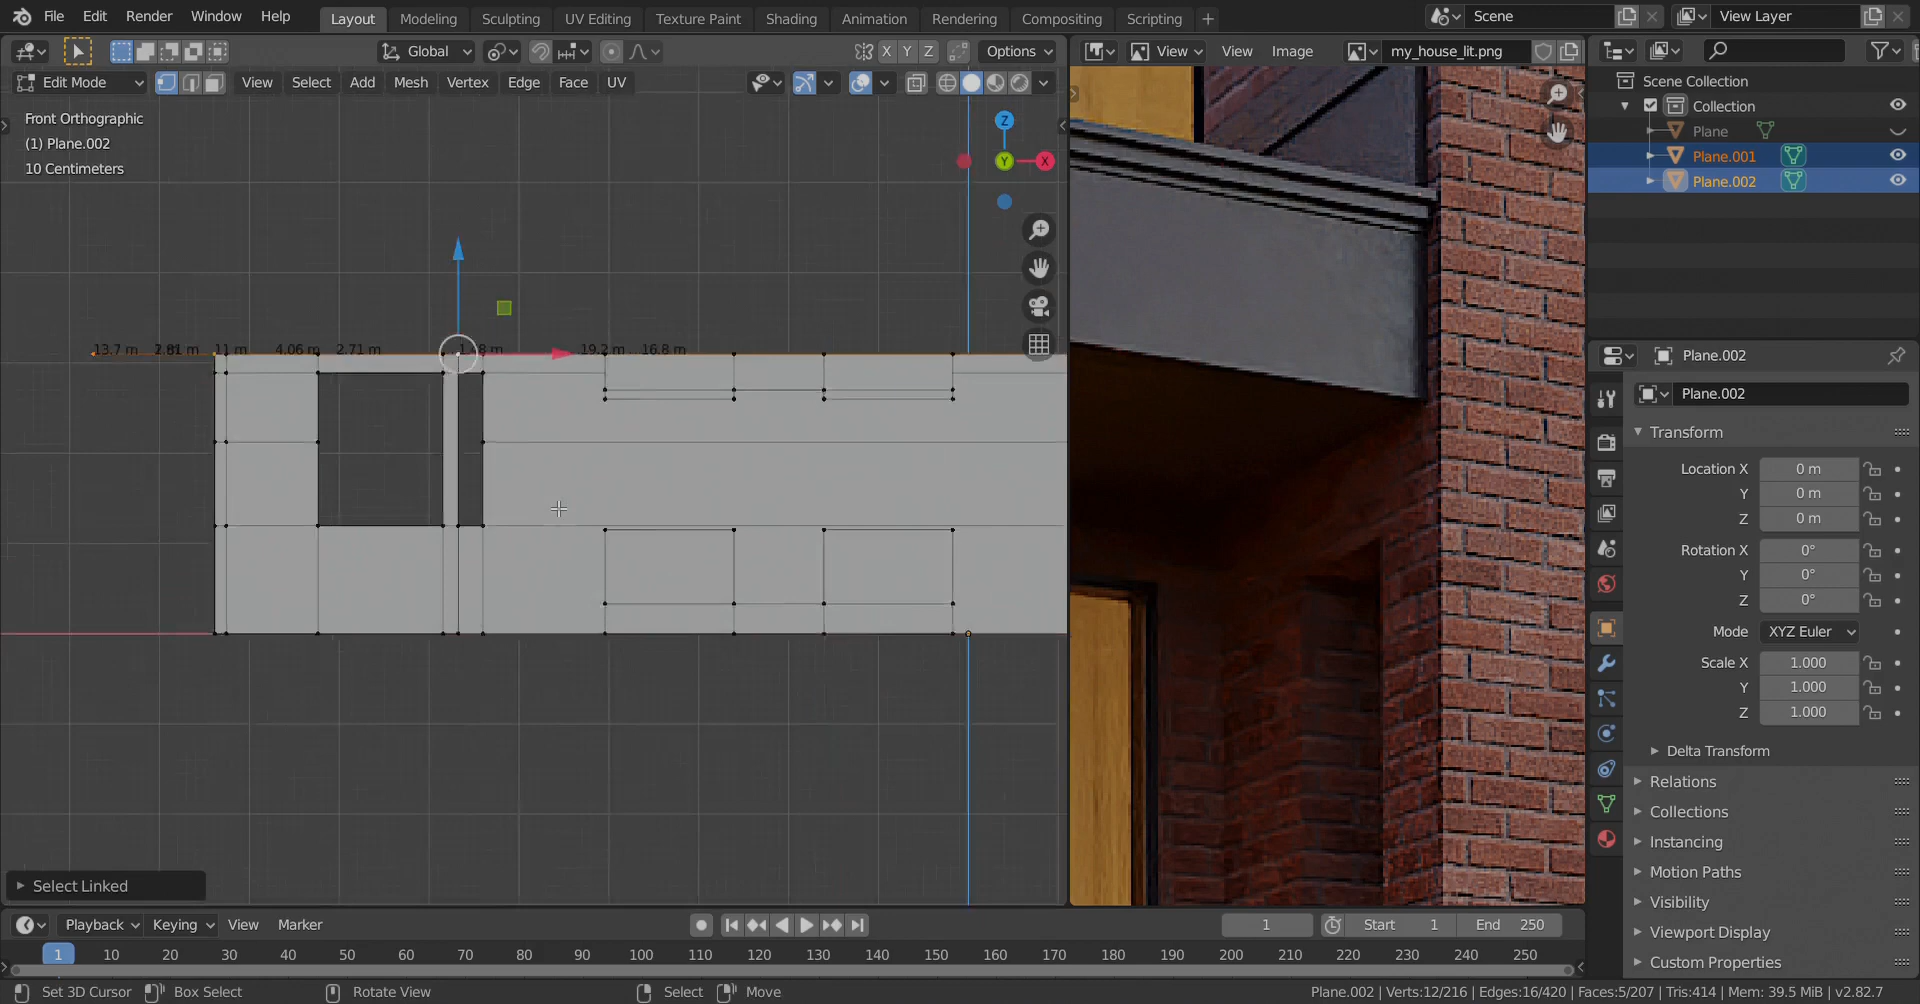 File Edit Render Window Help Layout Modeling Sculpting UV Editing Texture Paint Shading Animation Rendering Compositing Scripting + Scene View Layer
Global X Y Z Options View View Image my_house_lit.png
Edit Mode View Select Add Mesh Vertex Edge Face UV
Scene Collection
Collection
Plane
Plane.001
Plane.002
Front Orthographic
(1) Plane.002
10 Centimeters
Z
Y
X
13.7 m 11 m 4.06 m 2.71 m 19.2 m 16.8 m
Plane.002
Plane.002
Transform
Location X 0 m
Y 0 m
Z 0 m
Rotation X 0°
Y 0°
Z 0°
Mode XYZ Euler
Scale X 1.000
Y 1.000
Z 1.000
Delta Transform
Relations
Collections
Instancing
Motion Paths
Visibility
Viewport Display
Custom Properties
Select Linked
Playback Keying View Marker 1 Start 1 End 250
1 10 20 30 40 50 60 70 80 90 100 110 120 130 140 150 160 170 180 190 200 210 220 230 240 250
Set 3D Cursor Box Select Rotate View Select Move Plane.002 | Verts:12/216 | Edges:16/420 | Faces:5/207 | Tris:414 | Mem: 39.5 MiB | v2.82.7